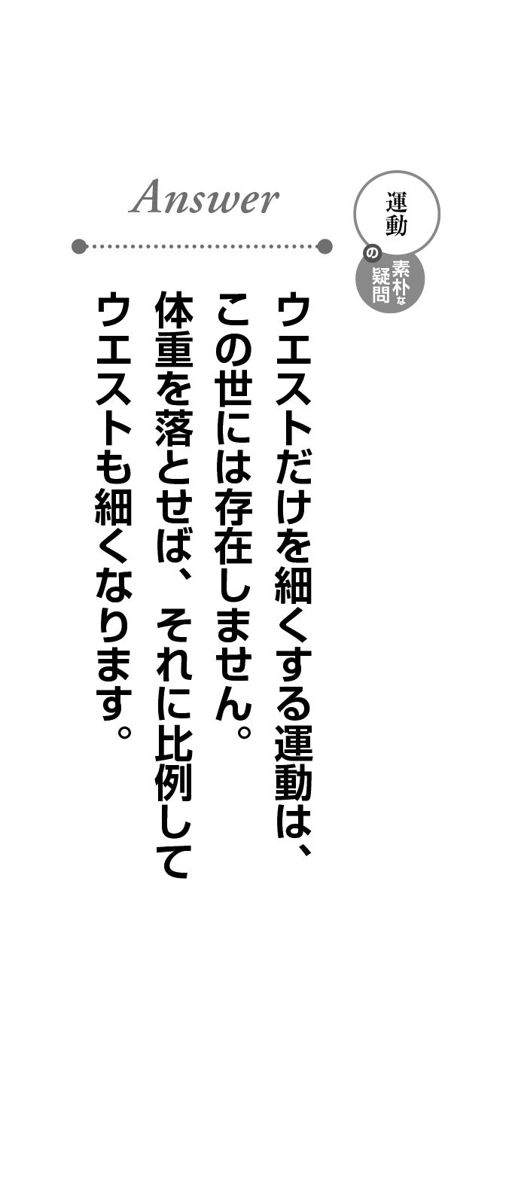 運動
の
素朴な
疑問
Answer
ウエストだけを細くする運動は、
この世には存在しません。
体重を落とせば、それに比例して
ウエストも細くなります。